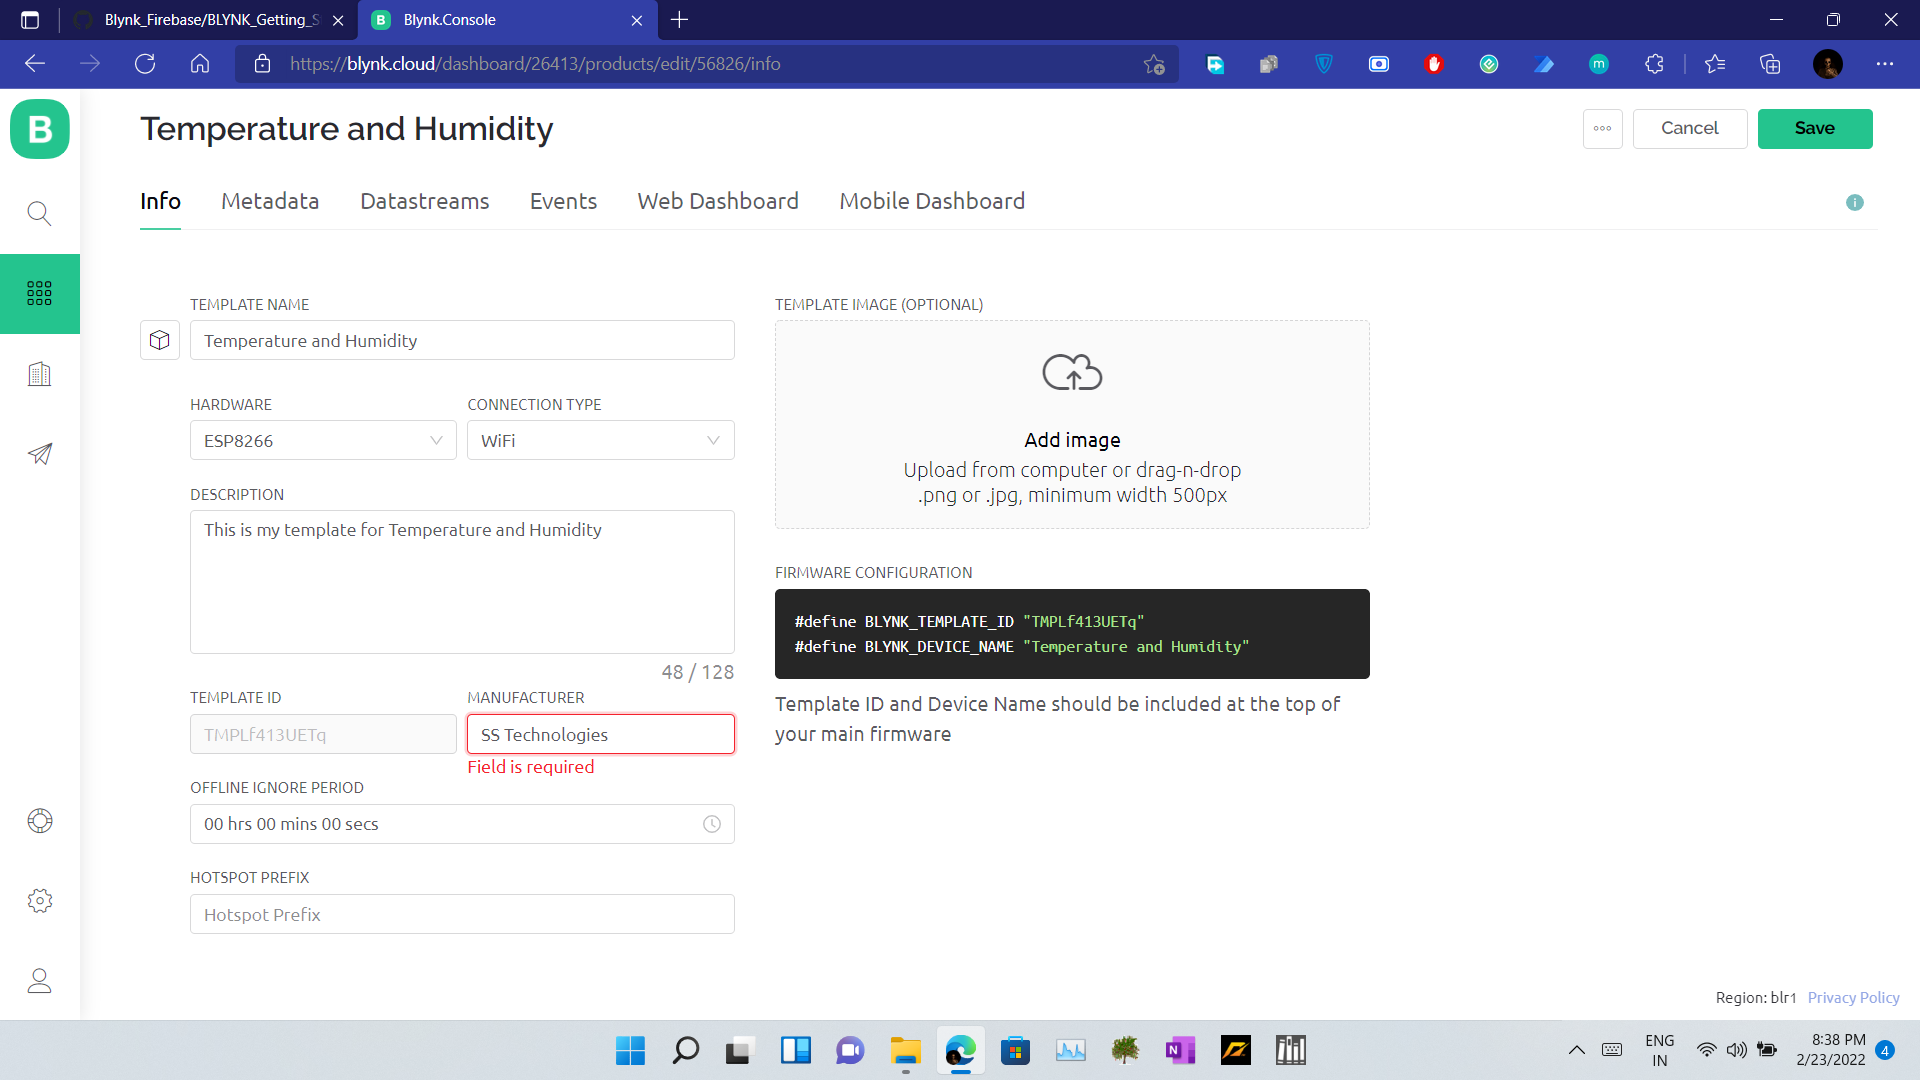 Blynk_Firebase/BLYNK_Getting_S
B
Blynk.Console
https://blynk.cloud/dashboard/26413/products/edit/56826/info
m
B
Temperature and Humidity
Cancel
Save
Info
Metadata
Datastreams
Events
Web Dashboard
Mobile Dashboard
i
TEMPLATE NAME
Temperature and Humidity
HARDWARE
CONNECTION TYPE
ESP8266
WiFi
DESCRIPTION
This is my template for Temperature and Humidity
48 / 128
TEMPLATE ID
MANUFACTURER
TMPLf413UETq
SS Technologies
Field is required
OFFLINE IGNORE PERIOD
00 hrs 00 mins 00 secs
HOTSPOT PREFIX
Hotspot Prefix
TEMPLATE IMAGE (OPTIONAL)
Add image
Upload from computer or drag-n-drop
.png or .jpg, minimum width 500px
FIRMWARE CONFIGURATION
#define BLYNK_TEMPLATE_ID "TMPLf413UETq"
#define BLYNK_DEVICE_NAME "Temperature and Humidity"
Template ID and Device Name should be included at the top of
your main firmware
Region: blr1 Privacy Policy
N
ENG
IN
8:38 PM
2/23/2022
4